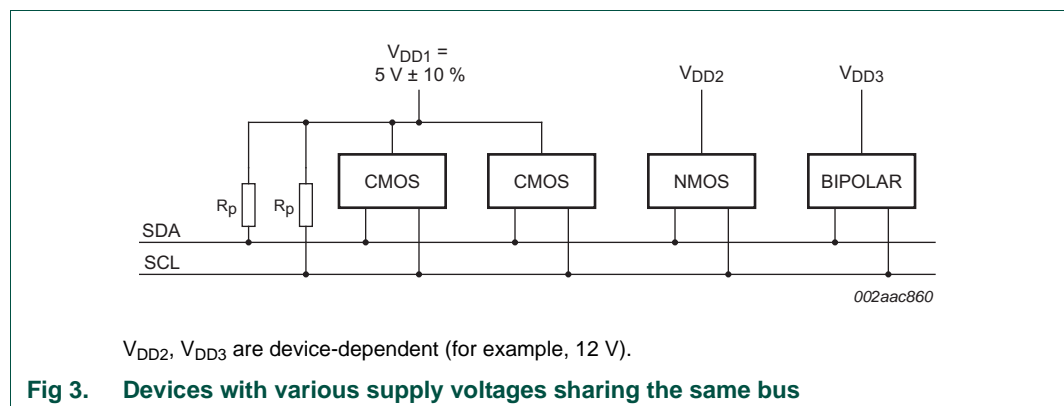 VDD1 =
5 V ± 10 %
VDD2
VDD3
CMOS
CMOS
NMOS
BIPOLAR
Rp
Rp
SDA
SCL
002aac860
VDD2, VDD3 are device-dependent (for example, 12 V).
Fig 3. Devices with various supply voltages sharing the same bus